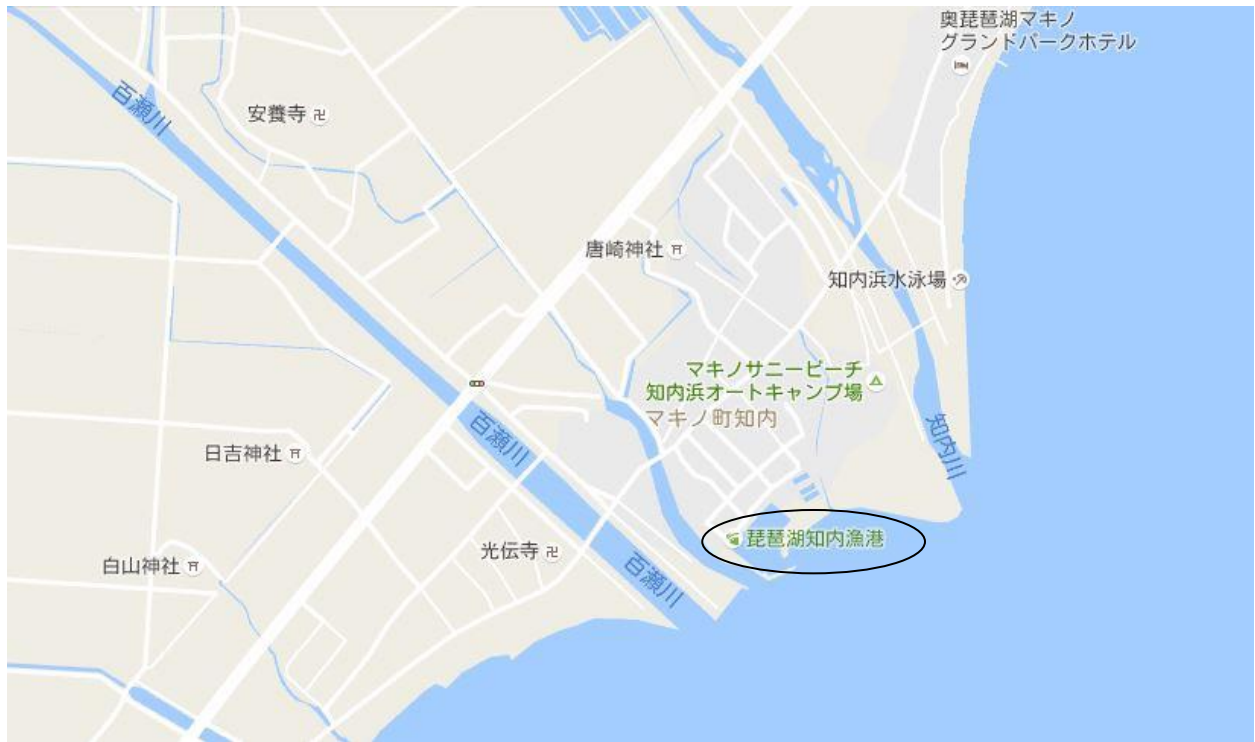 奥琵琶湖マキノ
グランドパークホテル
百瀬川
安養寺
唐崎神社
知内浜水泳場
マキノサニービーチ
知内浜オートキャンプ場
マキノ町知内
百瀬川
知内川
日吉神社
琵琶湖知内漁港
光伝寺
白山神社
百瀬川